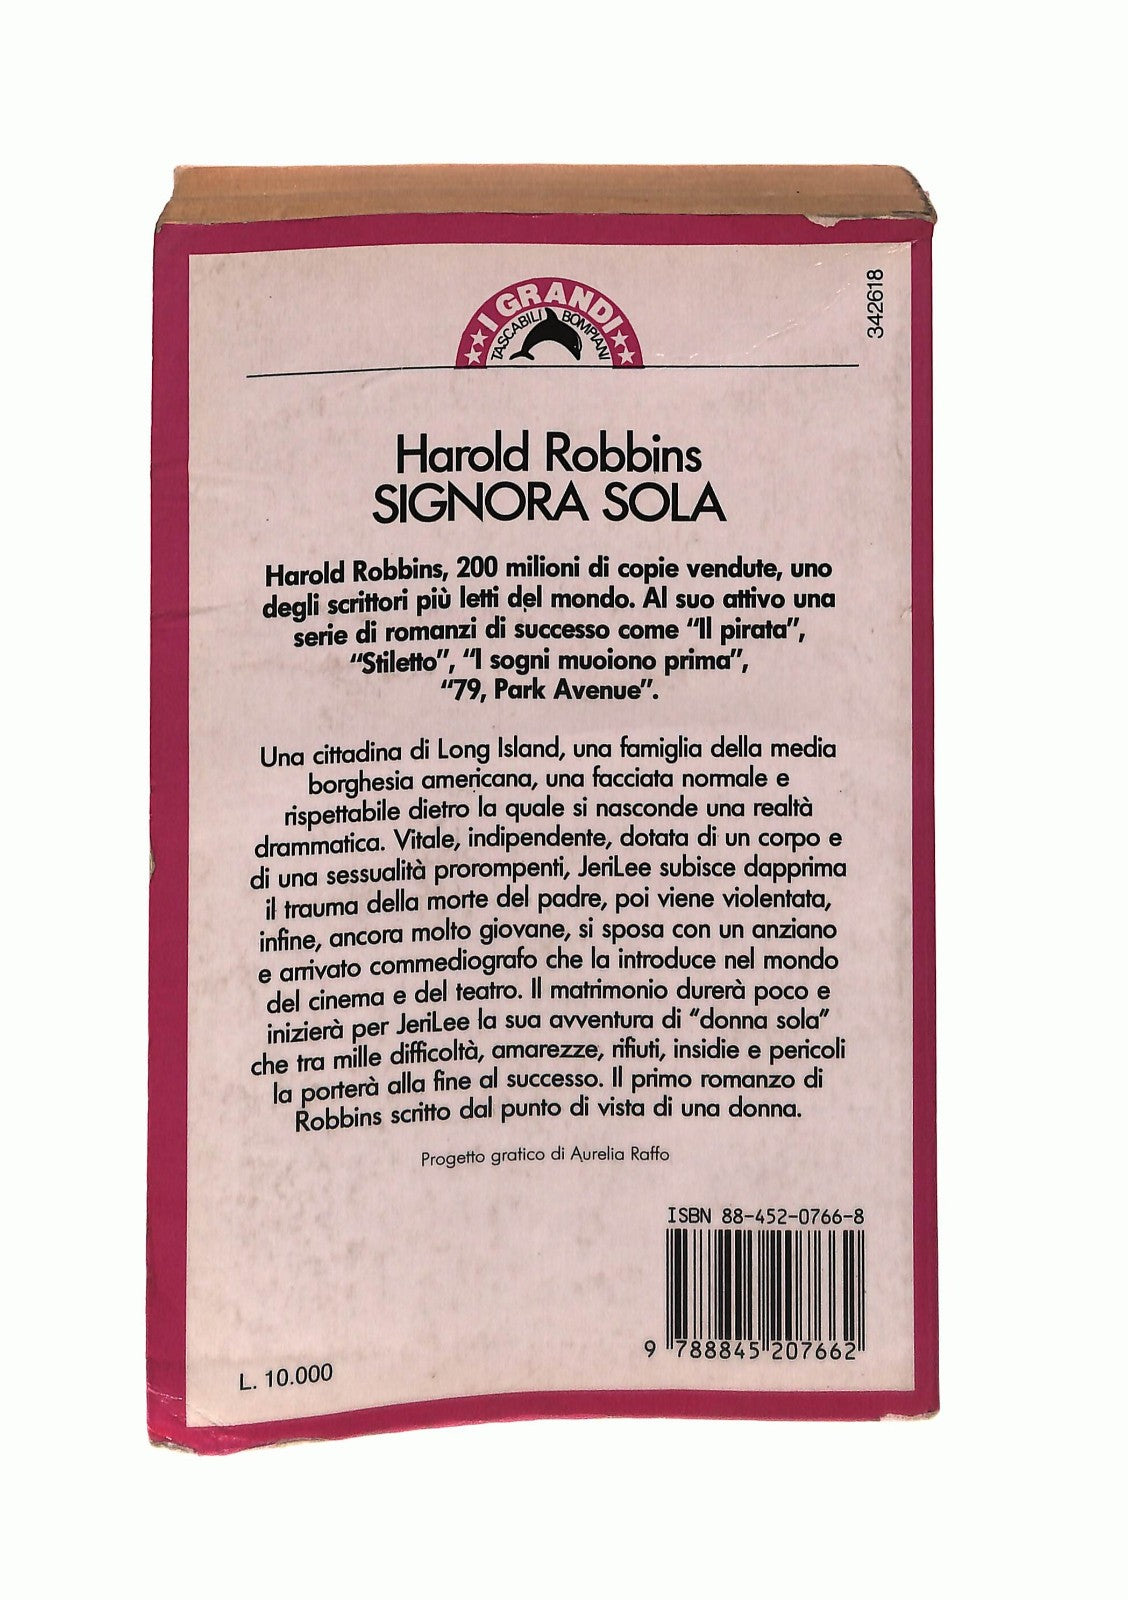 I GRANDI
TASCABILI BOMPIANI
342618
Harold Robbins
SIGNORA SOLA
Harold Robbins, 200 milioni di copie vendute, uno
degli scrittori più letti del mondo. Al suo attivo una
serie di romanzi di successo come “Il pirata”,
“Stiletto”, “I sogni muoiono prima”,
“79, Park Avenue”.
Una cittadina di Long Island, una famiglia della media
borghesia americana, una facciata normale e
rispettabile dietro la quale si nasconde una realtà
drammatica. Vitale, indipendente, dotata di un corpo e
di una sessualità prorompenti, JeriLee subisce dapprima
il trauma della morte del padre, poi viene violentata,
infine, ancora molto giovane, si sposa con un anziano
e arrivato commediografo che la introduce nel mondo
del cinema e del teatro. Il matrimonio durerà poco e
inizierà per JeriLee la sua avventura di “donna sola”
che tra mille difficoltà, amarezze, rifiuti, insidie e pericoli
la porterà alla fine al successo. Il primo romanzo di
Robbins scritto dal punto di vista di una donna.
Progetto gratico di Aurelia Raffo
ISBN 88-452-0766-8
9 788845 207662
L. 10.000